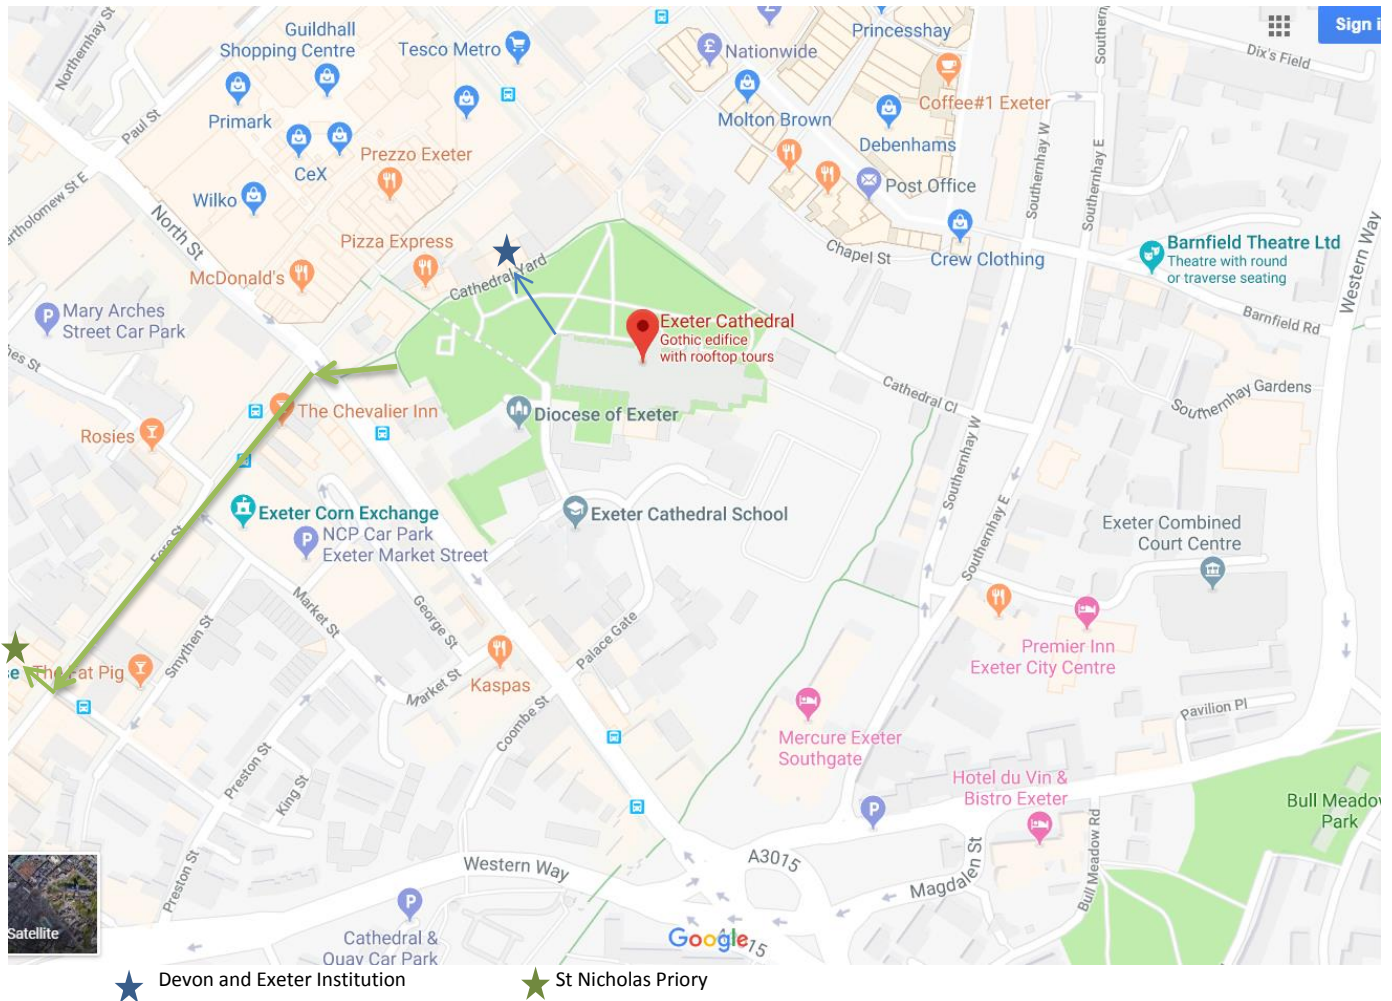 Guildhall
Shopping Centre
Tesco Metro
Nationwide
Princesshay
Sign i
Dix's Field
Northernhay St
Southern
Southern
Paul St
Primark
CeX
Prezzo Exeter
Molton Brown
Coffee#1 Exeter
Debenhams
Post Office
Southernhay W
Southernhay E
artholomew St E
Wilko
North St
Pizza Express
McDonald's
Cathedral Yard
Chapel St
Crew Clothing
Barnfield Theatre Ltd
Theatre with round
or traverse seating
Western Way
Barnfield Rd
Mary Arches
Street Car Park
hes St
Exeter Cathedral
Gothic edifice
with rooftop tours
Cathedral Cl
Southernhay Gardens
The Chevalier Inn
Diocese of Exeter
Rosies
Southernhay W
Southernhay E
Exeter Corn Exchange
NCP Car Park
Exeter Market Street
Exeter Cathedral School
Exeter Combined
Court Centre
Fore St
Market St
George St
Smythen St
Palace Gate
Premier Inn
Exeter City Centre
se
The Fat Pig
Kaspas
Market St
Coombe St
Preston St
King St
Mercure Exeter
Southgate
Pavilion Pl
Hotel du Vin &
Bistro Exeter
Bull Meadow
Park
Preston St
Western Way
A3015
Magdalen St
Bull Meadow Rd
Satellite
Cathedral &
Quay Car Park
Google
15
Devon and Exeter Institution
St Nicholas Priory